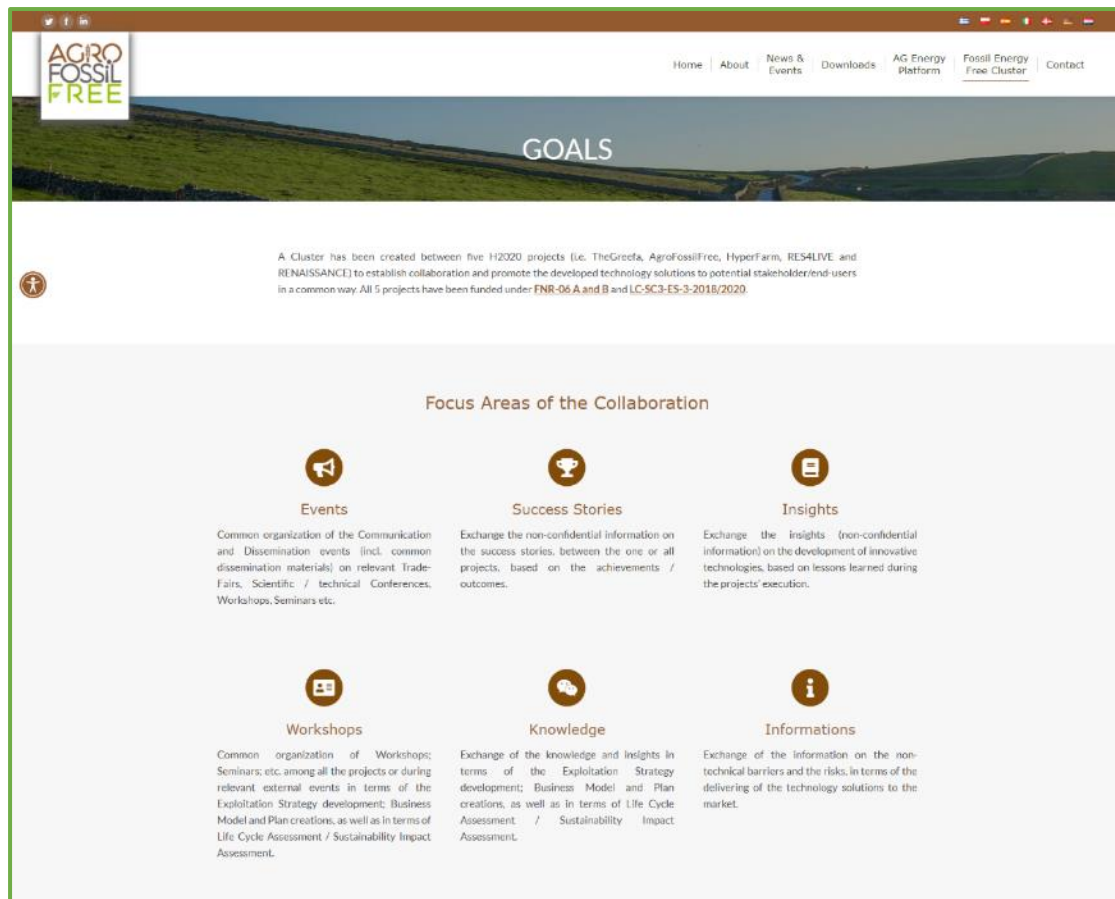 AGRO
FOSSIL
FREE
Home
About
News &
Events
Downloads
AG Energy
Platform
Fossil Energy
Free Cluster
Contact
GOALS
A Cluster has been created between five H2020 projects (i.e. TheGreefa, AgroFossilFree, HyperFarm, RES4LIVE and
RENAISSANCE) to establish collaboration and promote the developed technology solutions to potential stakeholder/end-users
in a common way. All 5 projects have been funded under FNR-06 A and B and LC-SC3-ES-3-2018/2020.
Focus Areas of the Collaboration
Events
Common organization of the Communication
and Dissemination events (incl. common
dissemination materials) on relevant Trade-
Fairs, Scientific / technical Conferences,
Workshops, Seminars etc.
Success Stories
Exchange the non-confidential information on
the success stories, between the one or all
projects, based on the achievements /
outcomes.
Insights
Exchange the insights (non-confidential
information) on the development of innovative
technologies, based on lessons learned during
the projects' execution.
Workshops
Common organization of Workshops;
Seminars; etc. among all the projects or during
relevant external events in terms of the
Exploitation Strategy development; Business
Model and Plan creations, as well as in terms of
Life Cycle Assessment / Sustainability Impact
Assessment.
Knowledge
Exchange of the knowledge and insights in
terms of the Exploitation Strategy
development; Business Model and Plan
creations, as well as in terms of Life Cycle
Assessment / Sustainability Impact
Assessment.
Informations
Exchange of the information on the non-
technical barriers and the risks, in terms of the
delivering of the technology solutions to the
market.